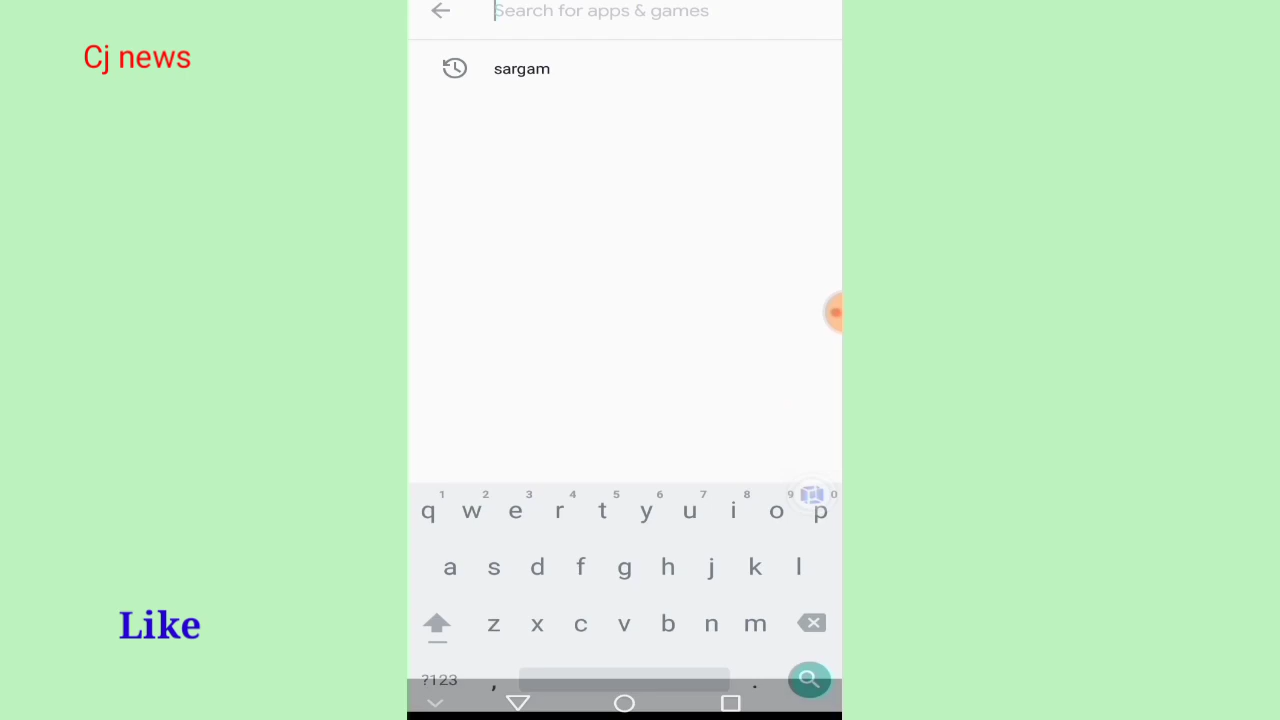 Search for apps & games
Cj news
sargam
1 2 3 4 5 6 7 8 9 0
q w e r t y u i o p
a s d f g h j k l
z x c v b n m
Like
?123 , .